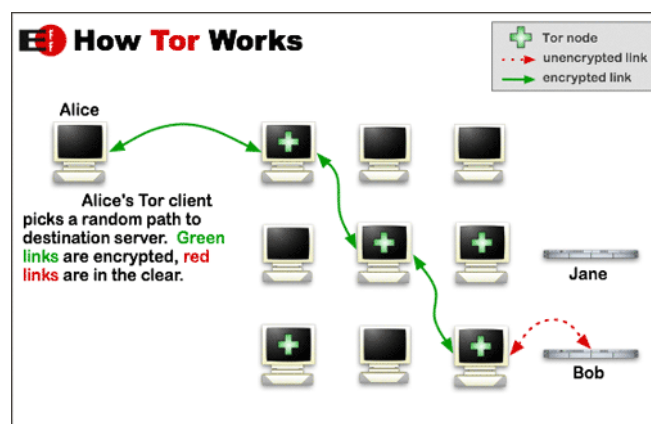 EFF How Tor Works
Tor node
unencrypted link
encrypted link
Alice
Alice's Tor client
picks a random path to
destination server. Green
links are encrypted, red
links are in the clear.
Jane
Bob